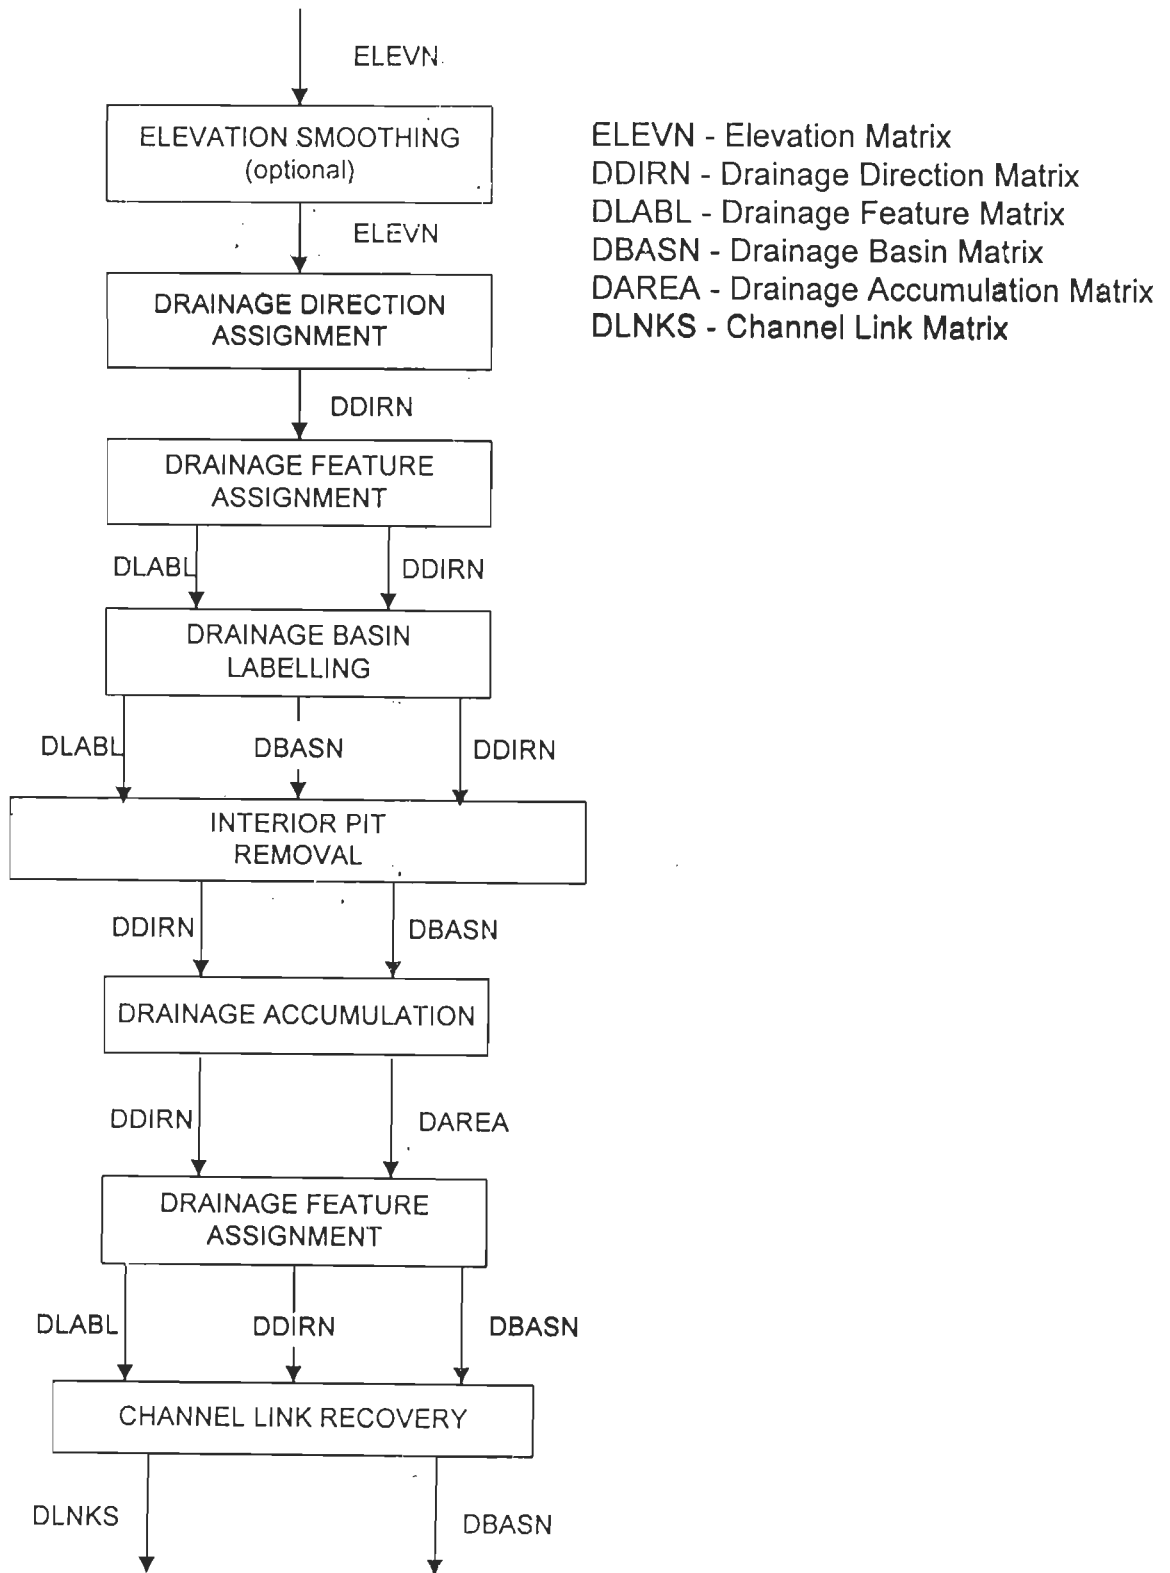 ELEVN
ELEVATION SMOOTHING
(optional)
ELEVN
DRAINAGE DIRECTION
ASSIGNMENT
DDIRN
DRAINAGE FEATURE
ASSIGNMENT
DLABL
DDIRN
DRAINAGE BASIN
LABELLING
DLABL
DBASN
DDIRN
INTERIOR PIT
REMOVAL
DDIRN
DBASN
DRAINAGE ACCUMULATION
DDIRN
DAREA
DRAINAGE FEATURE
ASSIGNMENT
DLABL
DDIRN
DBASN
CHANNEL LINK RECOVERY
DLNKS
DBASN
ELEVN - Elevation Matrix
DDIRN - Drainage Direction Matrix
DLABL - Drainage Feature Matrix
DBASN - Drainage Basin Matrix
DAREA - Drainage Accumulation Matrix
DLNKS - Channel Link Matrix